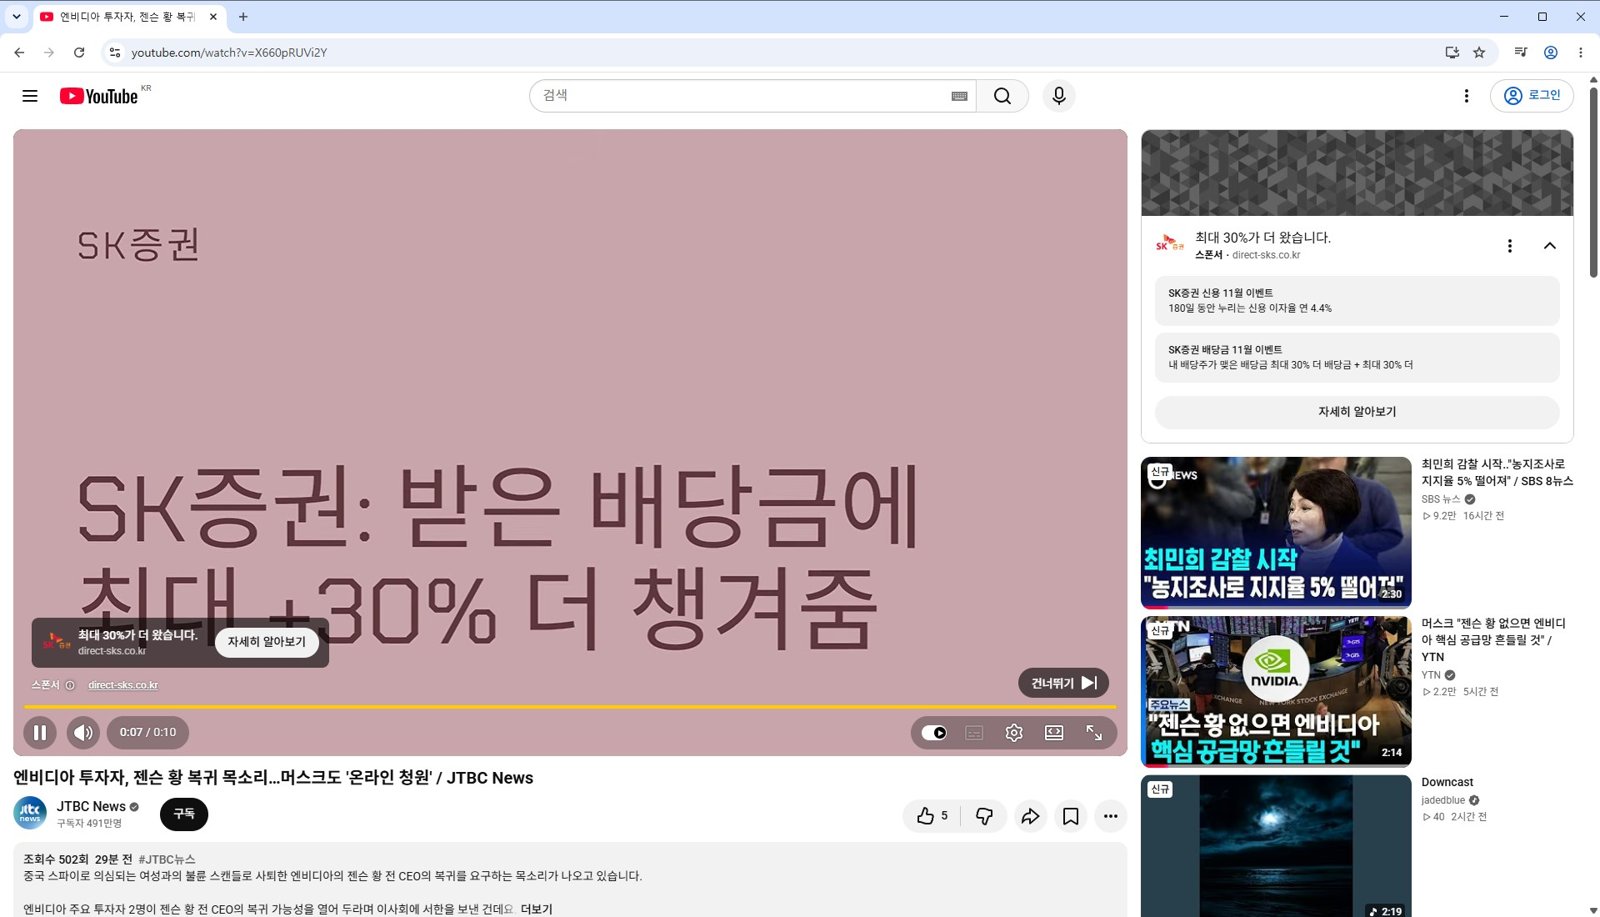 엔비디아 투자자, 젠슨 황 복귀
youtube.com/watch?v=X660pRUVi2Y
YouTube KR
검색
로그인
SK증권
SK증권: 받은 배당금에
최대 +30% 더 챙겨줌
SK증권
최대 30%가 더 왔습니다.
direct-sks.co.kr
자세히 알아보기
스폰서
direct-sks.co.kr
건너뛰기
0:07 / 0:10
엔비디아 투자자, 젠슨 황 복귀 목소리…머스크도 '온라인 청원' / JTBC News
jtbc news
JTBC News
구독자 491만명
구독
5
조회수 502회 29분 전 #JTBC뉴스
중국 스파이로 의심되는 여성과의 불륜 스캔들로 사퇴한 엔비디아의 젠슨 황 전 CEO의 복귀를 요구하는 목소리가 나오고 있습니다.
엔비디아 주요 투자자 2명이 젠슨 황 전 CEO의 복귀 가능성을 열어 두라며 이사회에 서한을 보낸 건데요. 더보기
SK증권
최대 30%가 더 왔습니다.
스폰서 · direct-sks.co.kr
SK증권 신용 11월 이벤트
180일 동안 누리는 신용 이자율 연 4.4%
SK증권 배당금 11월 이벤트
내 배당주가 맺은 배당금 최대 30% 더 배당금 + 최대 30% 더
자세히 알아보기
신규
NEWS
최민희 감찰 시작
"농지조사로 지지율 5% 떨어져"
2:30
최민희 감찰 시작.."농지조사로
지지율 5% 떨어져" / SBS 8뉴스
SBS 뉴스
9.2만 16시간 전
신규
YTN
NVIDIA.
NEW YORK STOCK EXCHANGE
주요뉴스
"젠슨 황 없으면 엔비디아
핵심 공급망 흔들릴 것"
2:14
머스크 "젠슨 황 없으면 엔비디
아 핵심 공급망 흔들릴 것" /
YTN
YTN
2.2만 5시간 전
신규
2:19
Downcast
jadedblue
40 2시간 전